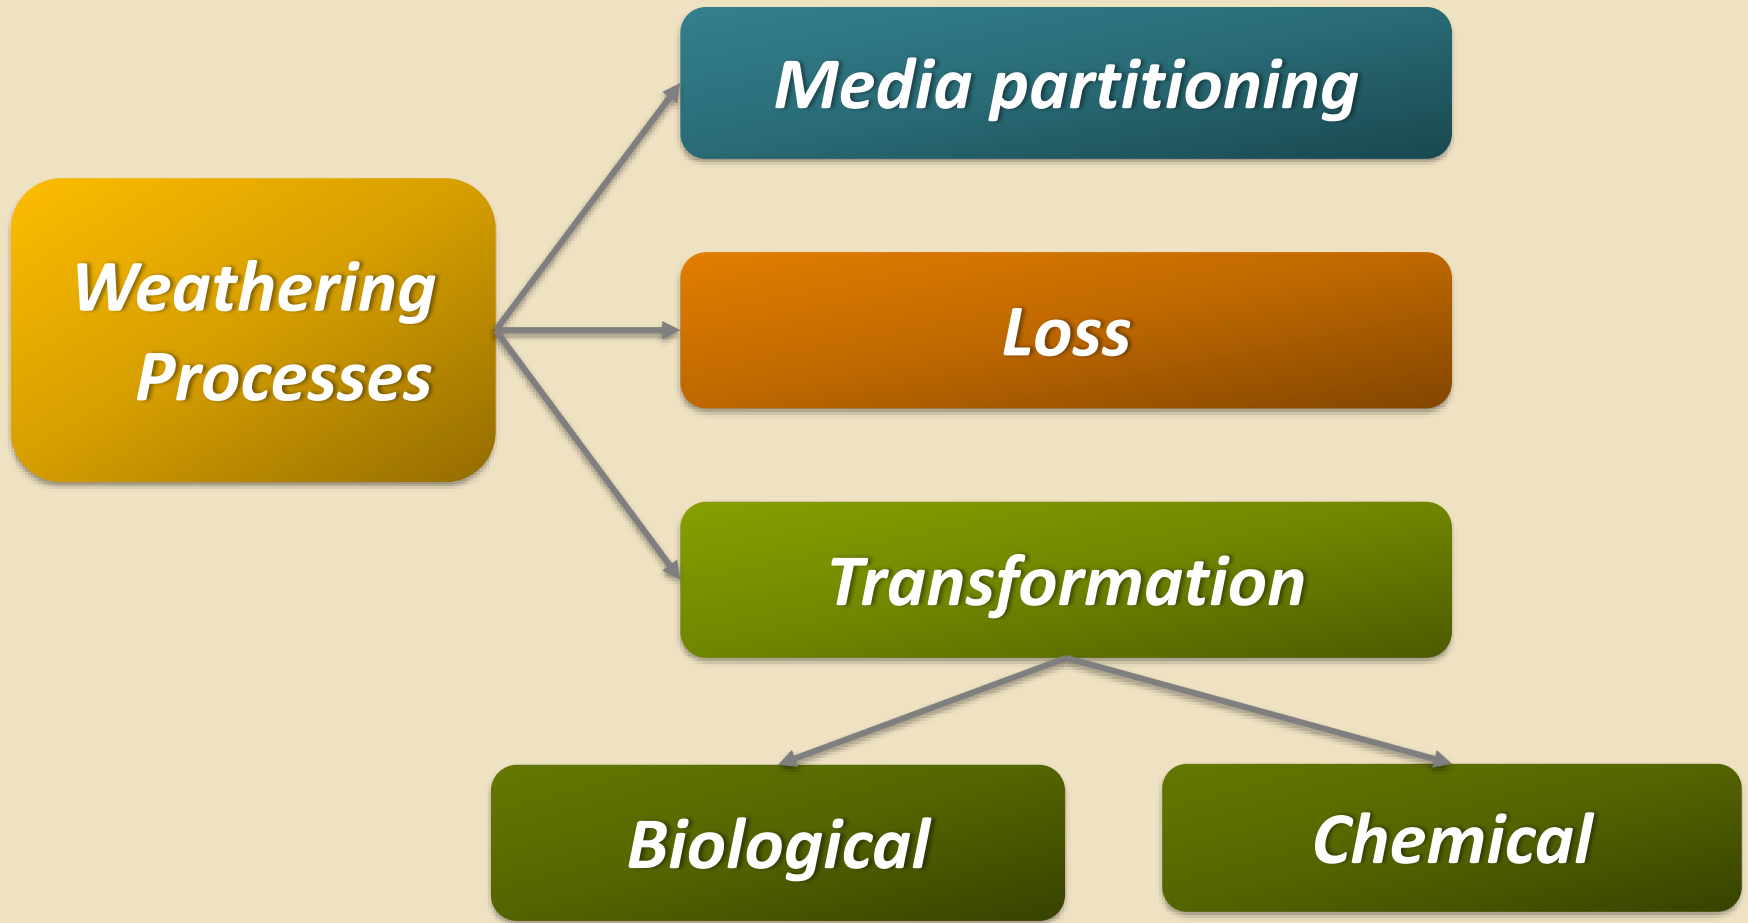 Media partitioning
Weathering
Processes
Loss
Transformation
Biological
Chemical